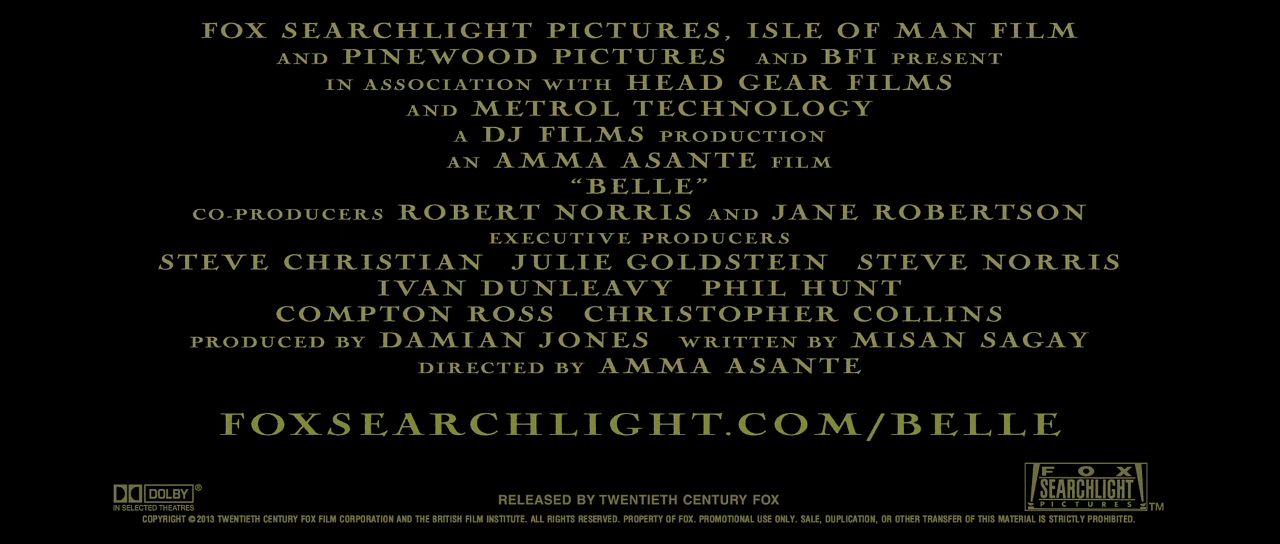 FOX SEARCHLIGHT PICTURES, ISLE OF MAN FILM
AND PINEWOOD PICTURES AND BFI PRESENT
IN ASSOCIATION WITH HEAD GEAR FILMS
AND METROL TECHNOLOGY
A DJ FILMS PRODUCTION
AN AMMA ASANTE FILM
“BELLE”
CO-PRODUCERS ROBERT NORRIS AND JANE ROBERTSON
EXECUTIVE PRODUCERS
STEVE CHRISTIAN JULIE GOLDSTEIN STEVE NORRIS
IVAN DUNLEAVY PHIL HUNT
COMPTON ROSS CHRISTOPHER COLLINS
PRODUCED BY DAMIAN JONES WRITTEN BY MISAN SAGAY
DIRECTED BY AMMA ASANTE
FOXSEARCHLIGHT.COM/BELLE
DOLBY®
IN SELECTED THEATRES
RELEASED BY TWENTIETH CENTURY FOX
FOX
SEARCHLIGHT
PICTURES™
COPYRIGHT © 2013 TWENTIETH CENTURY FOX FILM CORPORATION AND THE BRITISH FILM INSTITUTE. ALL RIGHTS RESERVED. PROPERTY OF FOX. PROMOTIONAL USE ONLY. SALE, DUPLICATION, OR OTHER TRANSFER OF THIS MATERIAL IS STRICTLY PROHIBITED.